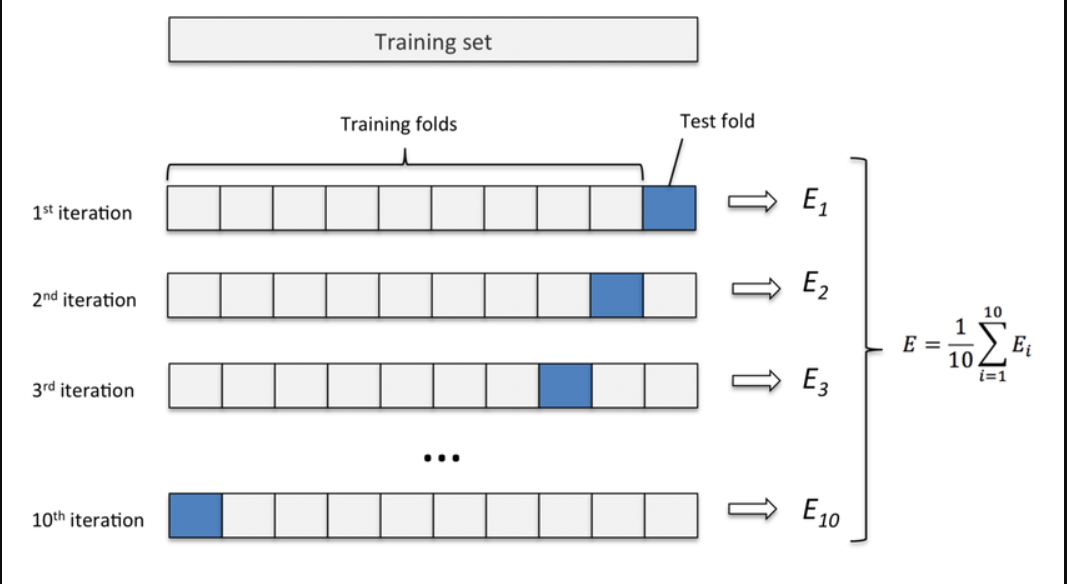 Training set
Training folds
Test fold
1st iteration
E1
2nd iteration
E2
3rd iteration
E3
E = 1/10 10∑i=1 Ei
...
10th iteration
E10